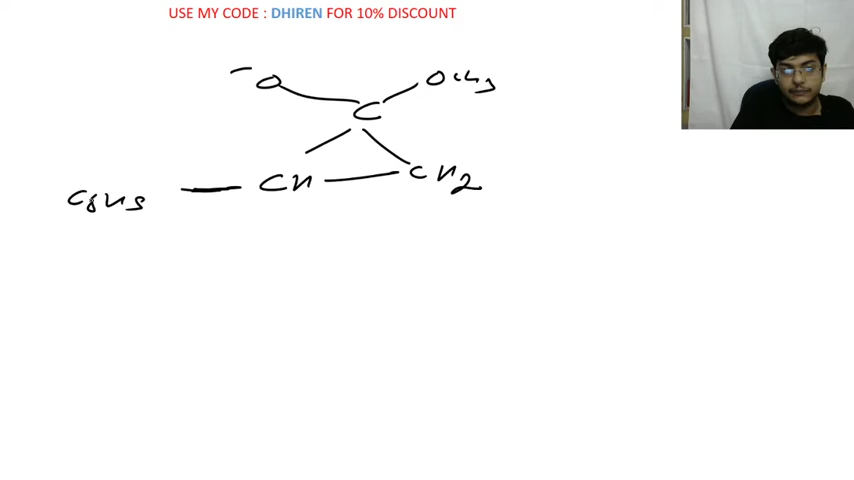 USE MY CODE : DHIREN FOR 10% DISCOUNT
⁻O OCH3
C
CH CH2
C6H5